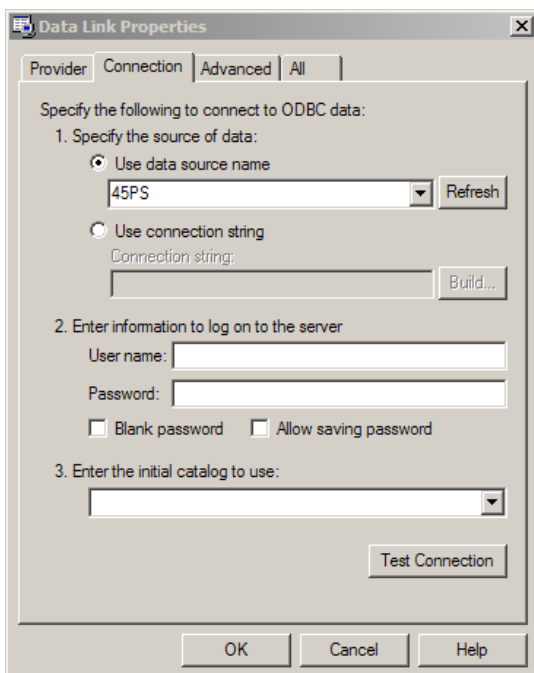 Data Link Properties
Provider Connection Advanced All
Specify the following to connect to ODBC data:
1. Specify the source of data:
Use data source name
45PS Refresh
Use connection string
Connection string:
Build...
2. Enter information to log on to the server
User name:
Password:
Blank password Allow saving password
3. Enter the initial catalog to use:
Test Connection
OK Cancel Help